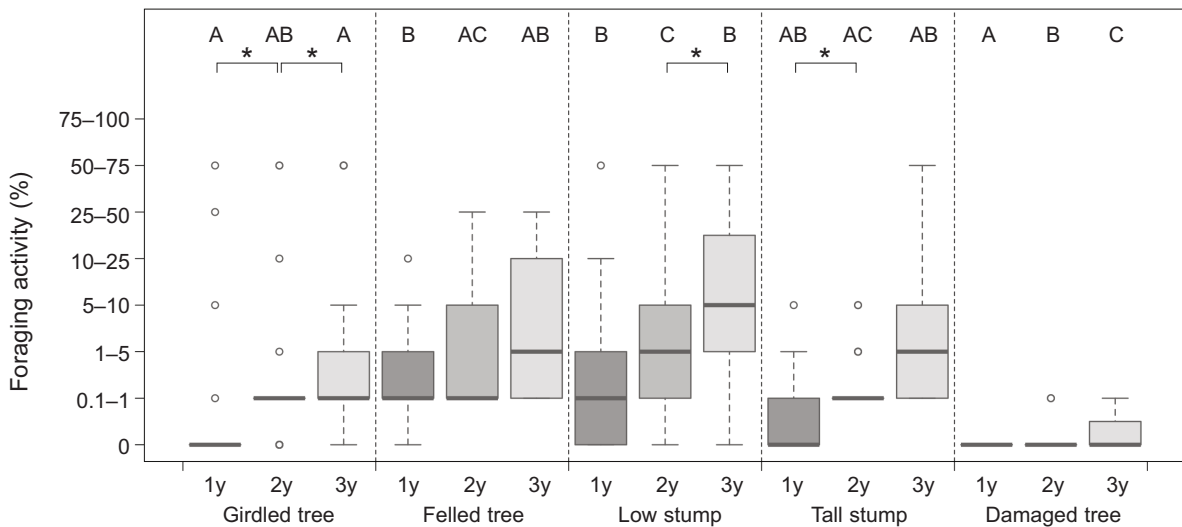 A AB A B AC AB B C B AB AC AB A B C
* * * *
Foraging activity (%)
75–100
50–75
25–50
10–25
5–10
1–5
0.1–1
0
1y 2y 3y 1y 2y 3y 1y 2y 3y 1y 2y 3y 1y 2y 3y
Girdled tree Felled tree Low stump Tall stump Damaged tree